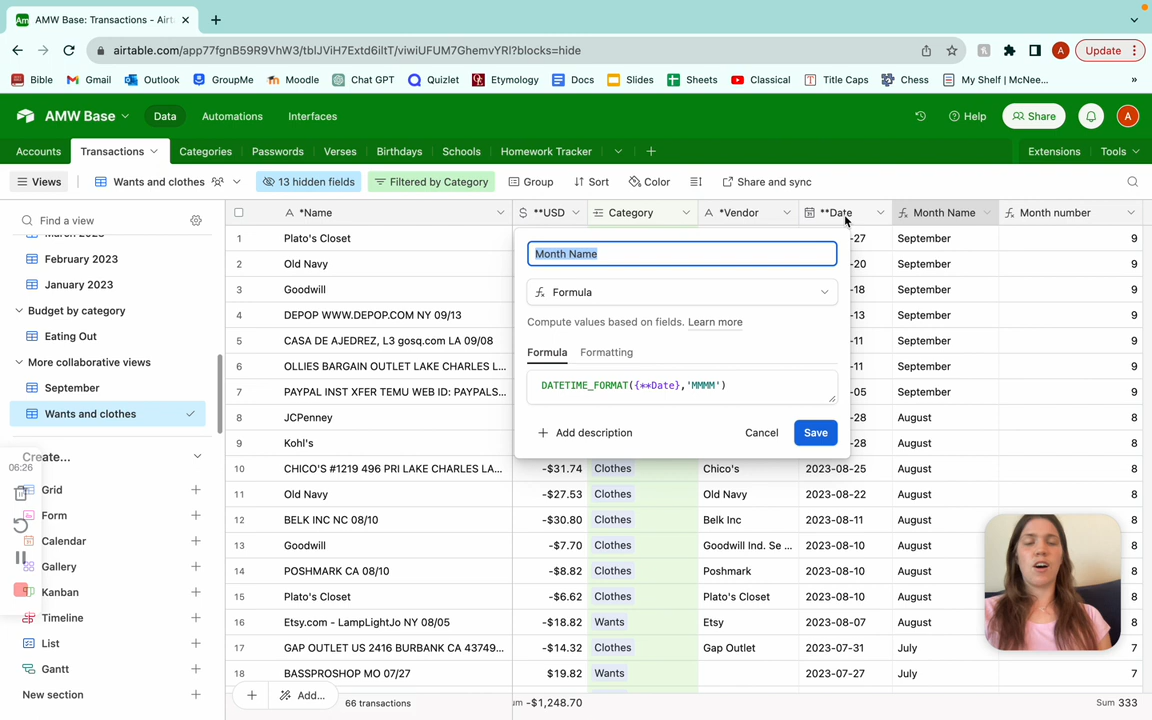 AMW Base: Transactions - Airt
airtable.com/app77fgnB59R9VhW3/tblJViH7Extd6iltT/viwiUFUM7GhemvYRl?blocks=hide
A
Update
Bible
Gmail
Outlook
GroupMe
Moodle
Chat GPT
Quizlet
Etymology
Docs
Slides
Sheets
Classical
Title Caps
Chess
My Shelf | McNee...
»
AMW Base
Data
Automations
Interfaces
Help
Share
A
Accounts
Transactions
Categories
Passwords
Verses
Birthdays
Schools
Homework Tracker
Extensions
Tools
Views
Wants and clothes
13 hidden fields
Filtered by Category
Group
Sort
Color
Share and sync
Find a view
February 2023
January 2023
Budget by category
Eating Out
More collaborative views
September
Wants and clothes
Create...
06:26
Grid
Form
Calendar
Gallery
Kanban
Timeline
List
Gantt
New section
*Name **USD Category *Vendor **Date Month Name Month number
1 Plato's Closet -27 September 9
2 Old Navy -20 September 9
3 Goodwill -18 September 9
4 DEPOP WWW.DEPOP.COM NY 09/13 -13 September 9
5 CASA DE AJEDREZ, L3 gosq.com LA 09/08 -11 September 9
6 OLLIES BARGAIN OUTLET LAKE CHARLES L... -11 September 9
7 PAYPAL INST XFER TEMU WEB ID: PAYPALS... -05 September 9
8 JCPenney -28 August 8
9 Kohl's -28 August 8
10 CHICO'S #1219 496 PRI LAKE CHARLES LA... -$31.74 Clothes Chico's 2023-08-25 August 8
11 Old Navy -$27.53 Clothes Old Navy 2023-08-22 August 8
12 BELK INC NC 08/10 -$30.80 Clothes Belk Inc 2023-08-11 August 8
13 Goodwill -$7.70 Clothes Goodwill Ind. Se ... 2023-08-10 August 8
14 POSHMARK CA 08/10 -$8.82 Clothes Poshmark 2023-08-10 August 8
15 Plato's Closet -$6.62 Clothes Plato's Closet 2023-08-10 August 8
16 Etsy.com - LampLightJo NY 08/05 -$18.82 Wants Etsy 2023-08-07 August
17 GAP OUTLET US 2416 BURBANK CA 43749... -$14.32 Clothes Gap Outlet 2023-07-31 July 7
18 BASSPROSHOP MO 07/27 $19.82 Wants 2023-07-27 July 7
Month Name
Formula
Compute values based on fields. Learn more
Formula Formatting
DATETIME_FORMAT({**Date},'MMMM')
Add description
Cancel
Save
Add...
66 transactions
um -$1,248.70
Sum 333